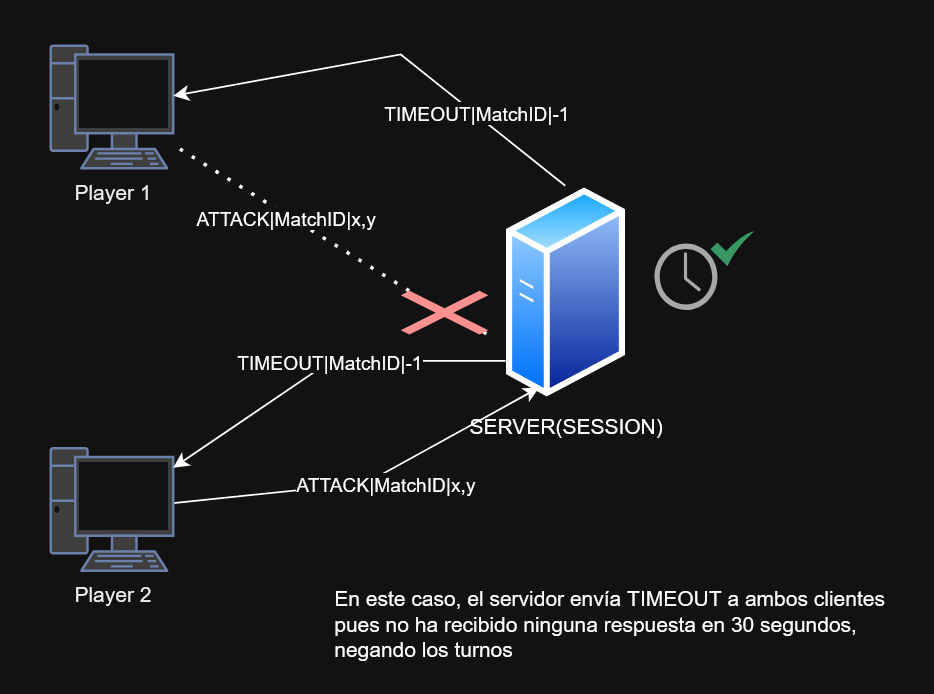 TIMEOUT|MatchID|-1
Player 1
ATTACK|MatchID|x,y
TIMEOUT|MatchID|-1
SERVER(SESSION)
ATTACK|MatchID|x,y
Player 2
En este caso, el servidor envía TIMEOUT a ambos clientes
pues no ha recibido ninguna respuesta en 30 segundos,
negando los turnos